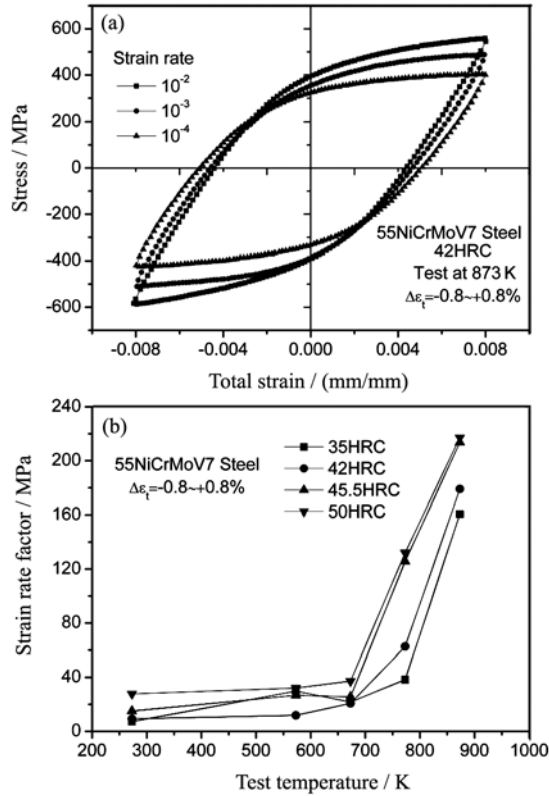 (a)
Strain rate
10⁻²
10⁻³
10⁻⁴
600
400
200
0
-200
-400
-600
Stress / MPa
55NiCrMoV7 Steel
42HRC
Test at 873 K
Δεₜ=-0.8~+0.8%
-0.008
-0.004
0.000
0.004
0.008
Total strain / (mm/mm)
(b)
55NiCrMoV7 Steel
Δεₜ=-0.8~+0.8%
35HRC
42HRC
45.5HRC
50HRC
240
200
160
120
80
40
0
Strain rate factor / MPa
200
300
400
500
600
700
800
900
1000
Test temperature / K